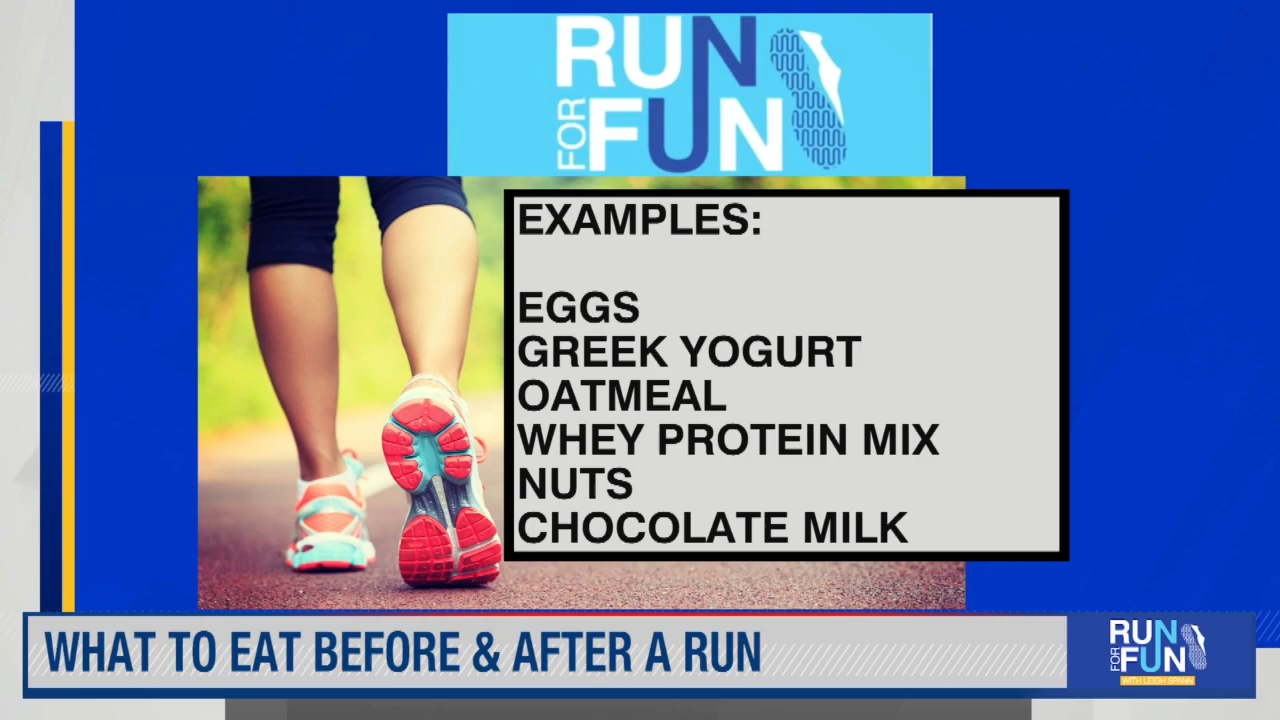 RUN
FOR FUN
EXAMPLES:
EGGS
GREEK YOGURT
OATMEAL
WHEY PROTEIN MIX
NUTS
CHOCOLATE MILK
WHAT TO EAT BEFORE & AFTER A RUN
RUN
FOR FUN
WITH LEIGH SPANN